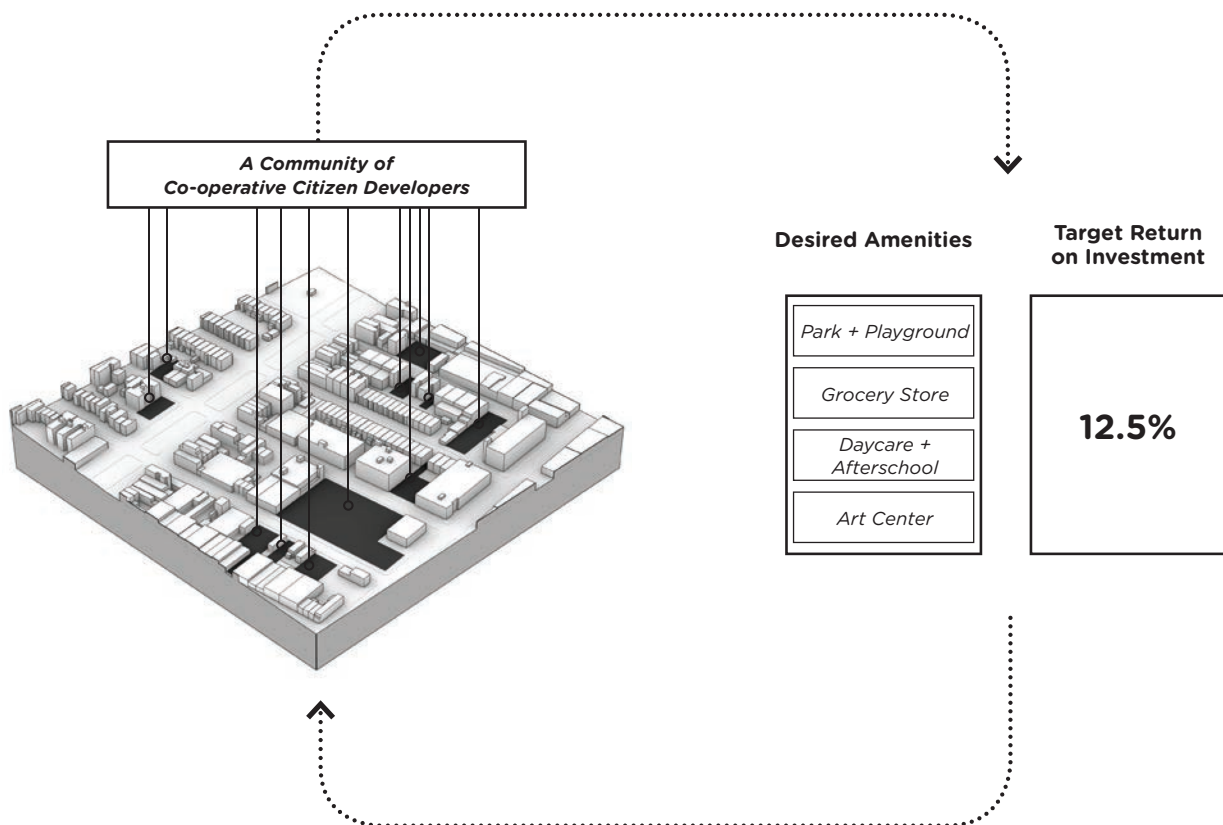 A Community of
Co-operative Citizen Developers
Desired Amenities
Park + Playground
Grocery Store
Daycare +
Afterschool
Art Center
Target Return
on Investment
12.5%